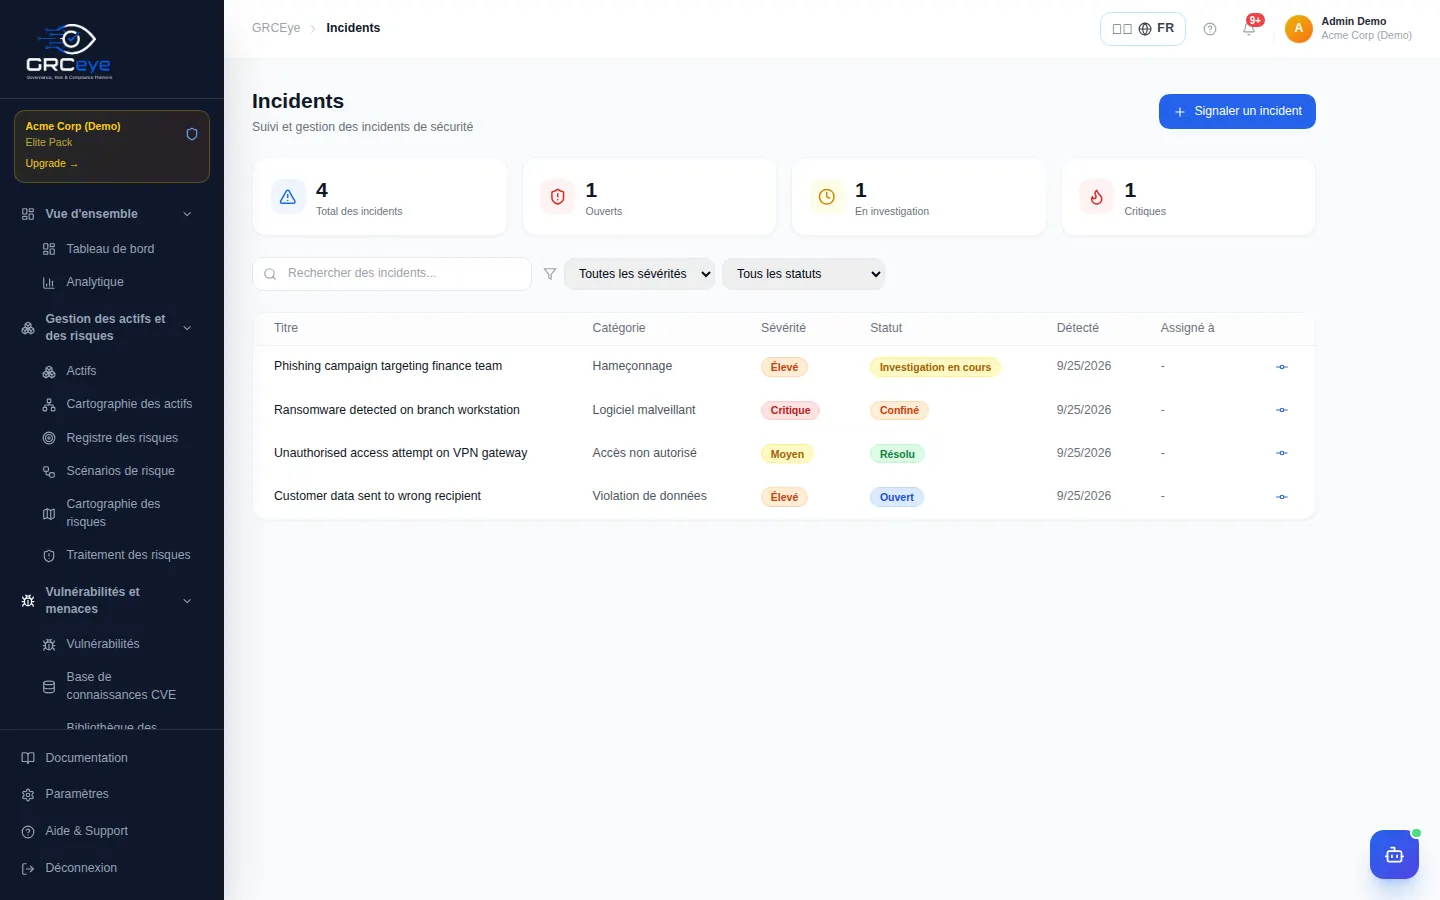 GRCeye
Governance, Risk & Compliance Platform
Acme Corp (Demo)
Elite Pack
Upgrade →
Vue d'ensemble
Tableau de bord
Analytique
Gestion des actifs et
des risques
Actifs
Cartographie des actifs
Registre des risques
Scénarios de risque
Cartographie des
risques
Traitement des risques
Vulnérabilités et
menaces
Vulnérabilités
Base de
connaissances CVE
Bibliothèque des
Documentation
Paramètres
Aide & Support
Déconnexion
GRCEye > Incidents
FR
9+
A
Admin Demo
Acme Corp (Demo)
Incidents
Suivi et gestion des incidents de sécurité
+ Signaler un incident
4
Total des incidents
1
Ouverts
1
En investigation
1
Critiques
Rechercher des incidents...
Toutes les sévérités
Tous les statuts
Titre Catégorie Sévérité Statut Détecté Assigné à
Phishing campaign targeting finance team Hameçonnage Élevé Investigation en cours 9/25/2026 -
Ransomware detected on branch workstation Logiciel malveillant Critique Confiné 9/25/2026 -
Unauthorised access attempt on VPN gateway Accès non autorisé Moyen Résolu 9/25/2026 -
Customer data sent to wrong recipient Violation de données Élevé Ouvert 9/25/2026 -